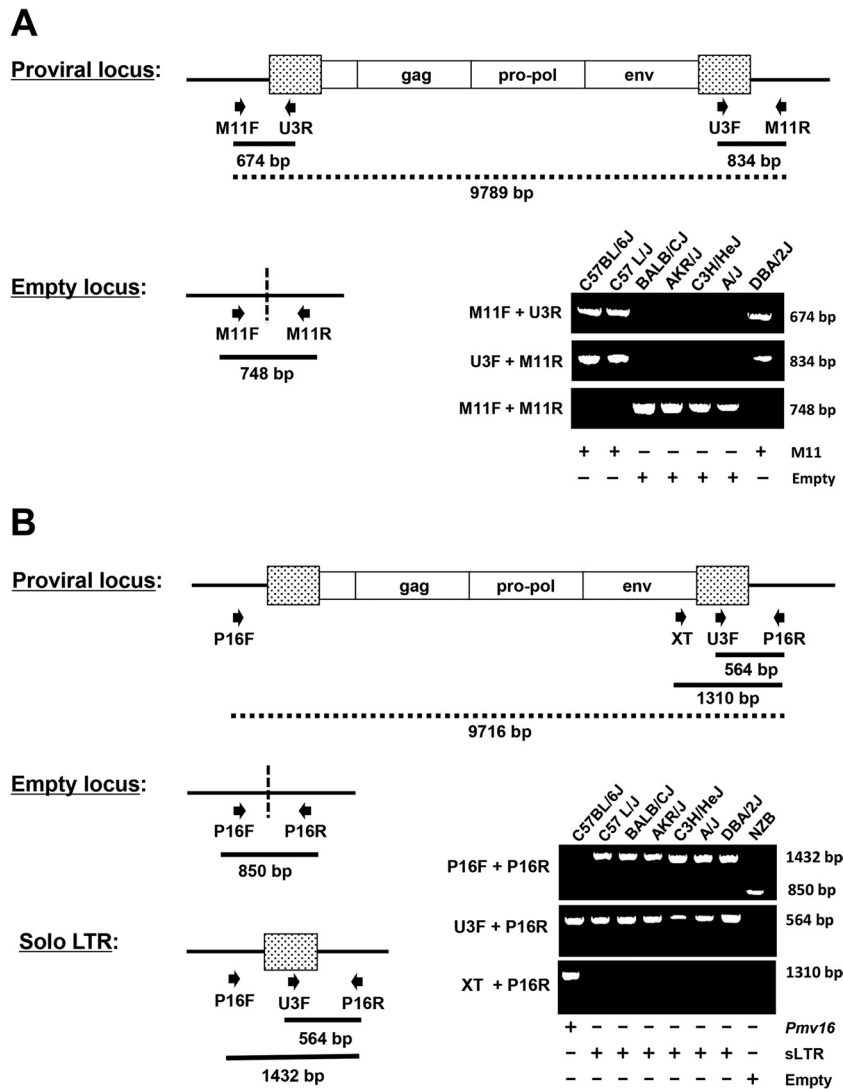 A
Proviral locus:
gag pro-pol env
M11F U3R U3F M11R
674 bp 834 bp
9789 bp
Empty locus:
M11F M11R
748 bp
C57BL/6J C57 L/J BALB/CJ AKR/J C3H/HeJ A/J DBA/2J
M11F + U3R 674 bp
U3F + M11R 834 bp
M11F + M11R 748 bp
+ + − − − − + M11
− − + + + + − Empty
B
Proviral locus:
gag pro-pol env
P16F XT U3F P16R
564 bp
1310 bp
9716 bp
Empty locus:
P16F P16R
850 bp
C57BL/6J C57 L/J BALB/CJ AKR/J C3H/HeJ A/J DBA/2J NZB
P16F + P16R 1432 bp
850 bp
U3F + P16R 564 bp
XT + P16R 1310 bp
+ − − − − − − − Pmv16
− + + + + + + − sLTR
− − − − − − − + Empty
Solo LTR:
P16F U3F P16R
564 bp
1432 bp